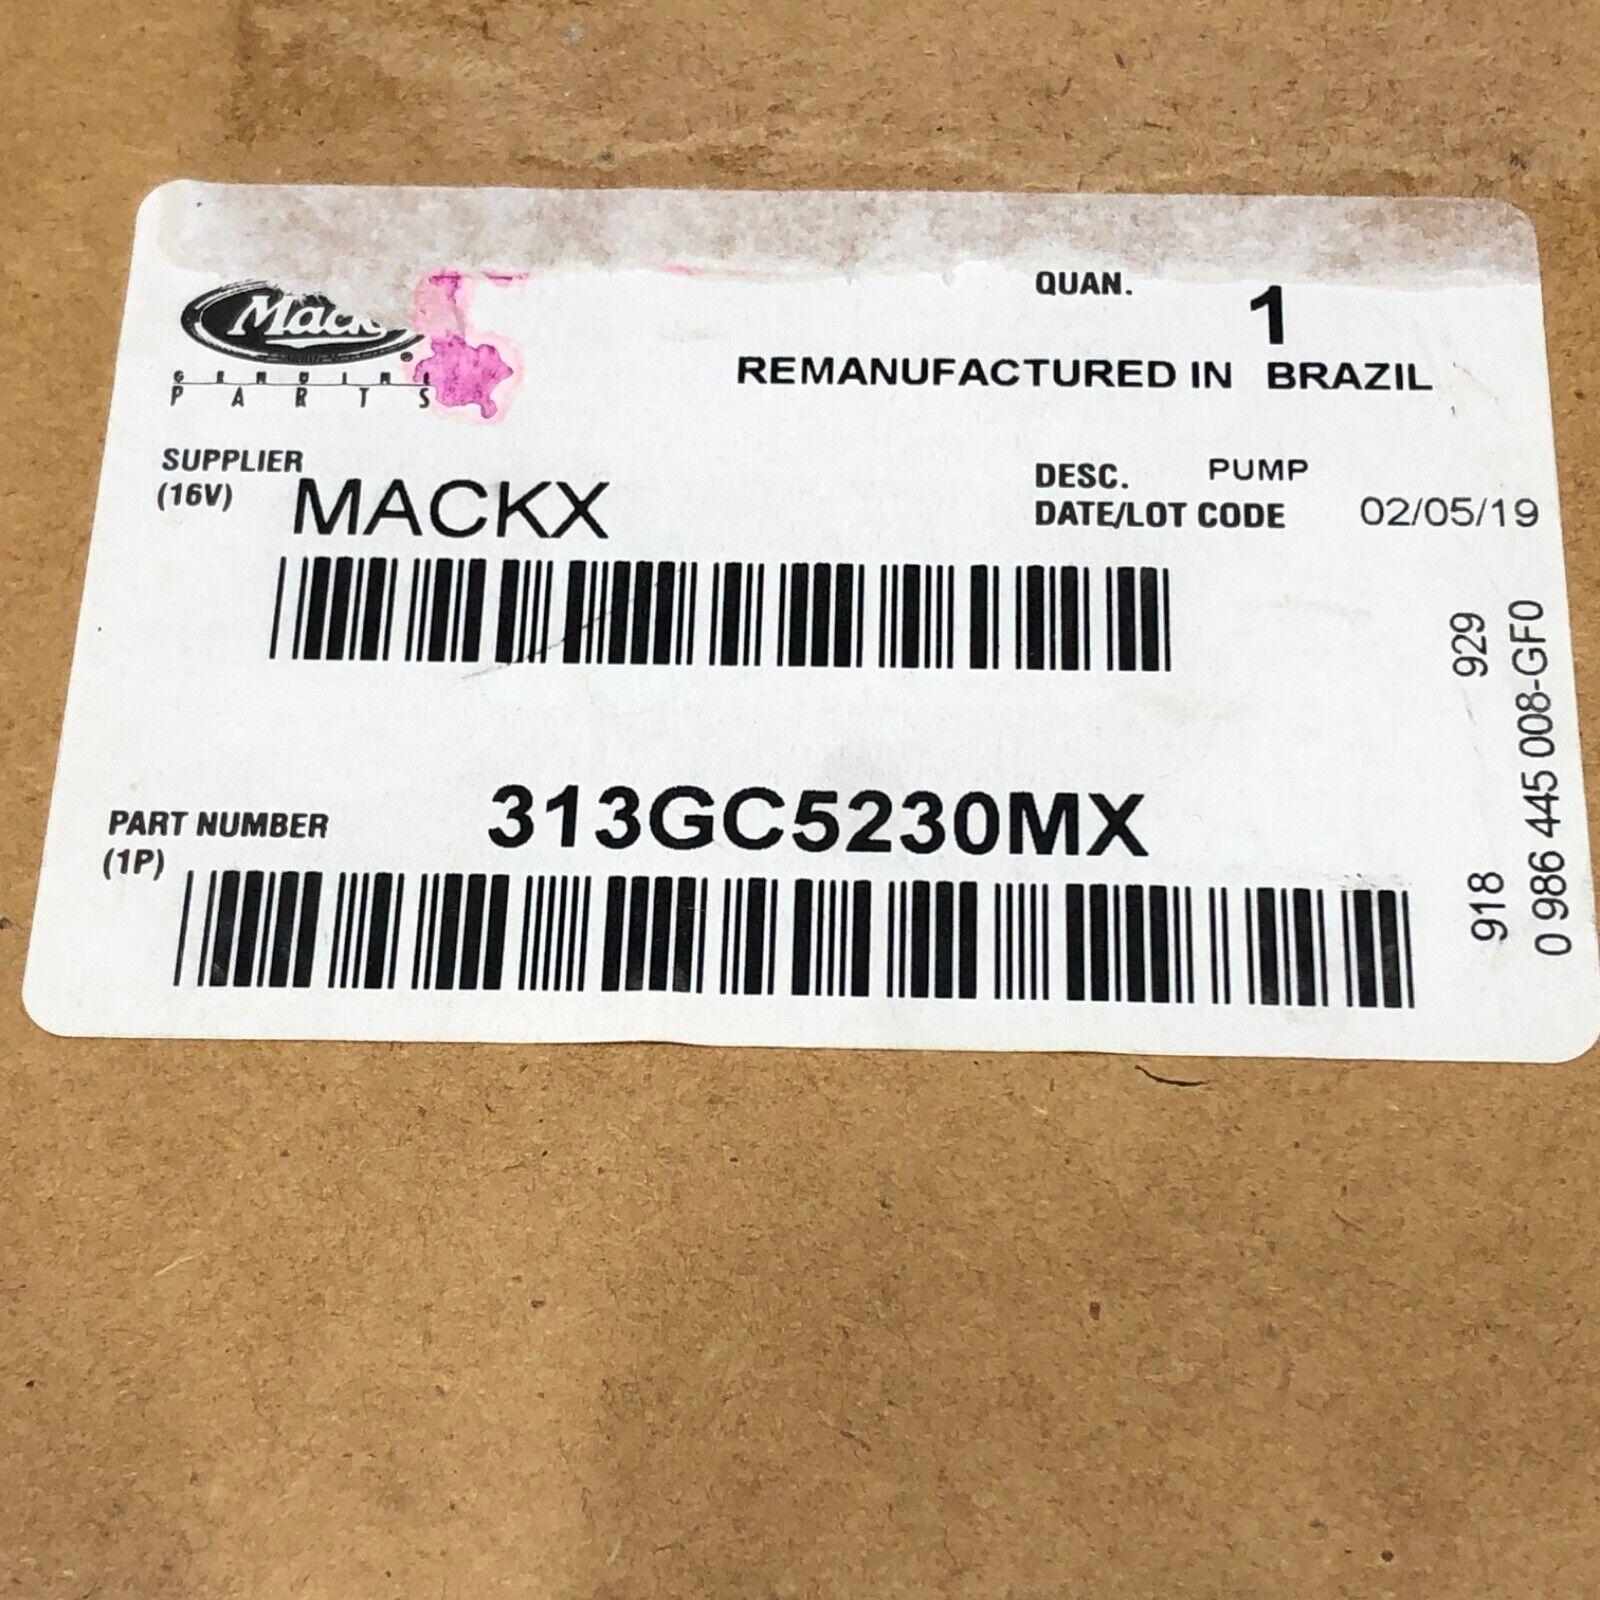 Mack
GENUINE
PARTS
QUAN. 1
REMANUFACTURED IN BRAZIL
SUPPLIER
(16V) MACKX
DESC. PUMP
DATE/LOT CODE 02/05/19
PART NUMBER
(1P) 313GC5230MX
918 929
0 986 445 008-GF0